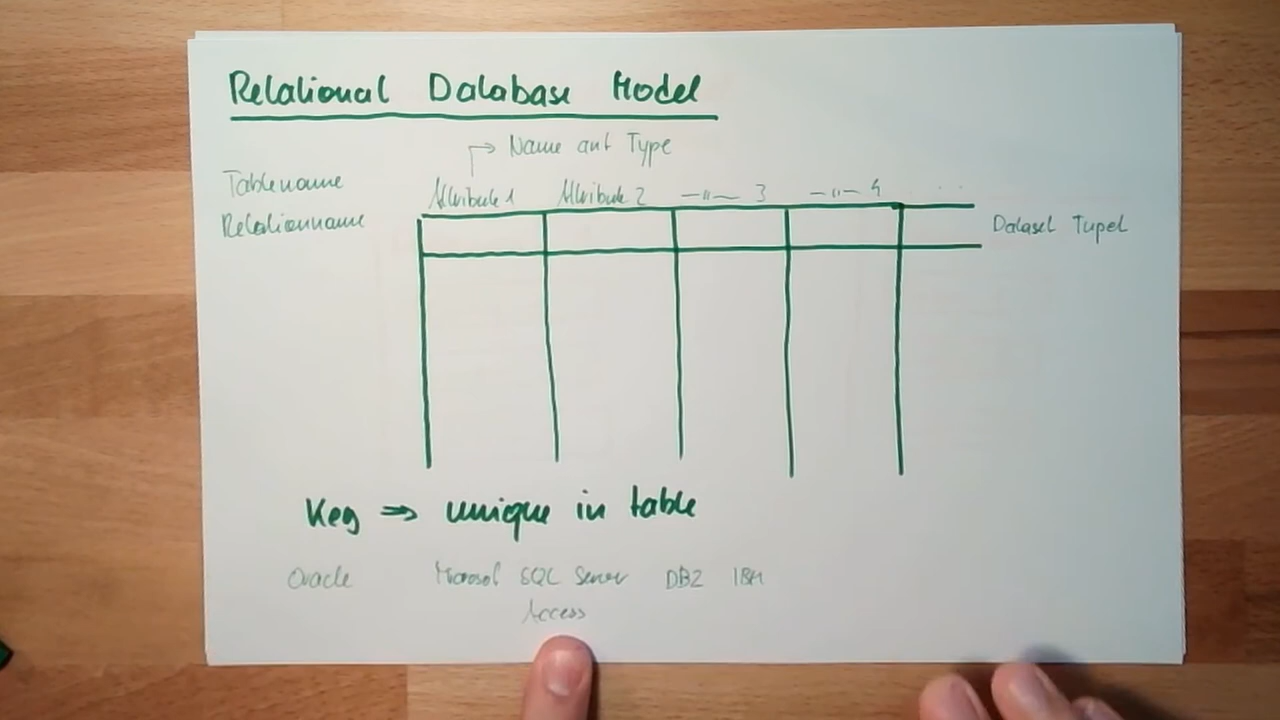 Relational Database Model
→ Name and Type
Tablename
Attribute 1 Attribute 2 —"— 3 —"— 4 . . .
Relationname
Dataset Tupel
Key ⇒ unique in table
Oracle Microsoft SQL Server DB2 IBM
Access